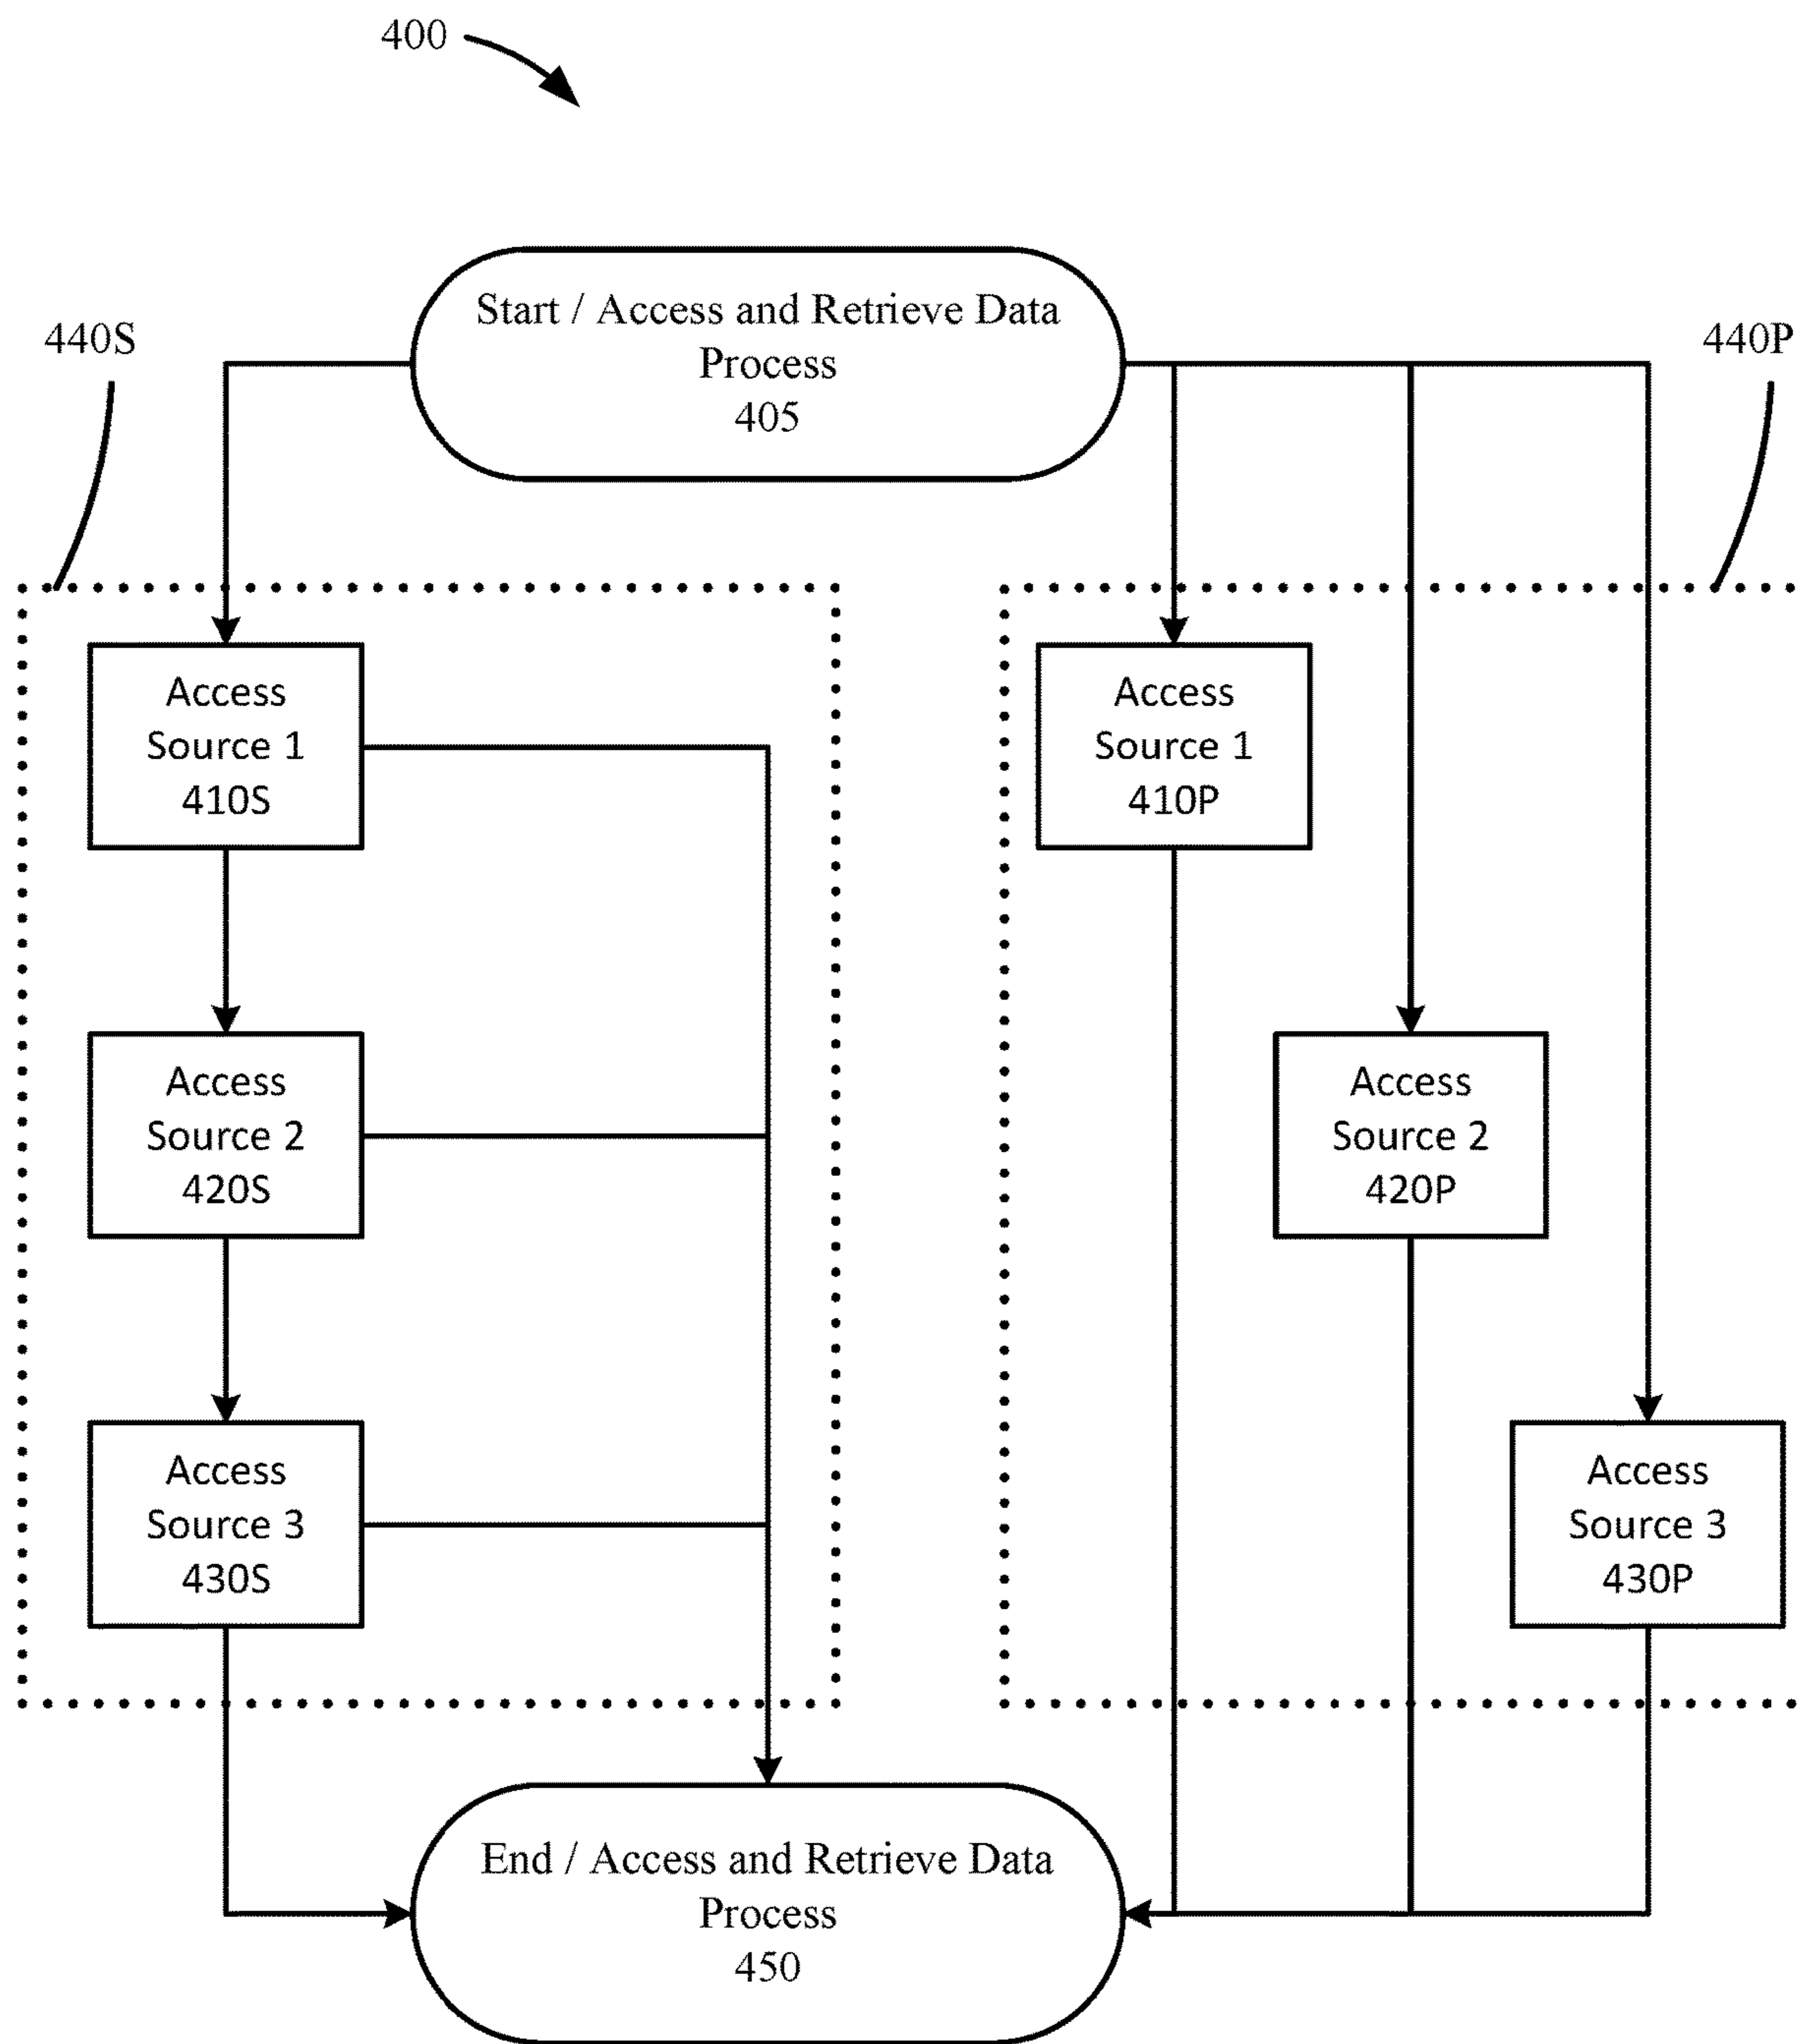 400
Start / Access and Retrieve Data
Process
405
440S
440P
Access
Source 1
410S
Access
Source 1
410P
Access
Source 2
420S
Access
Source 2
420P
Access
Source 3
430S
Access
Source 3
430P
End / Access and Retrieve Data
Process
450